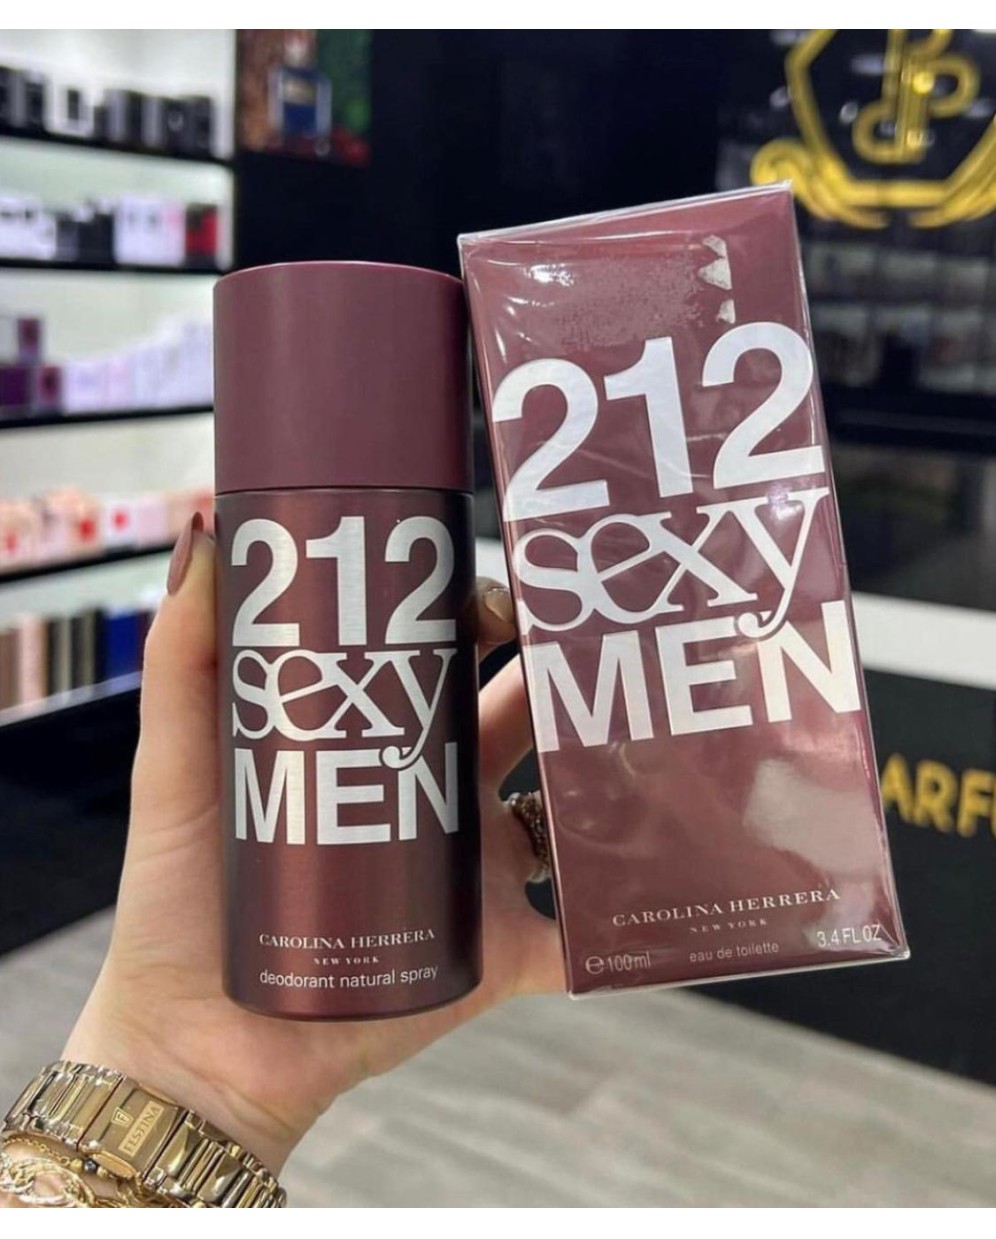 212
sexy
MEN
CAROLINA HERRERA
NEW YORK
deodorant natural spray
212
sexy
MEN
CAROLINA HERRERA
NEW YORK
℮100ml
eau de toilette
3.4 FL OZ
ARF
FESTINA